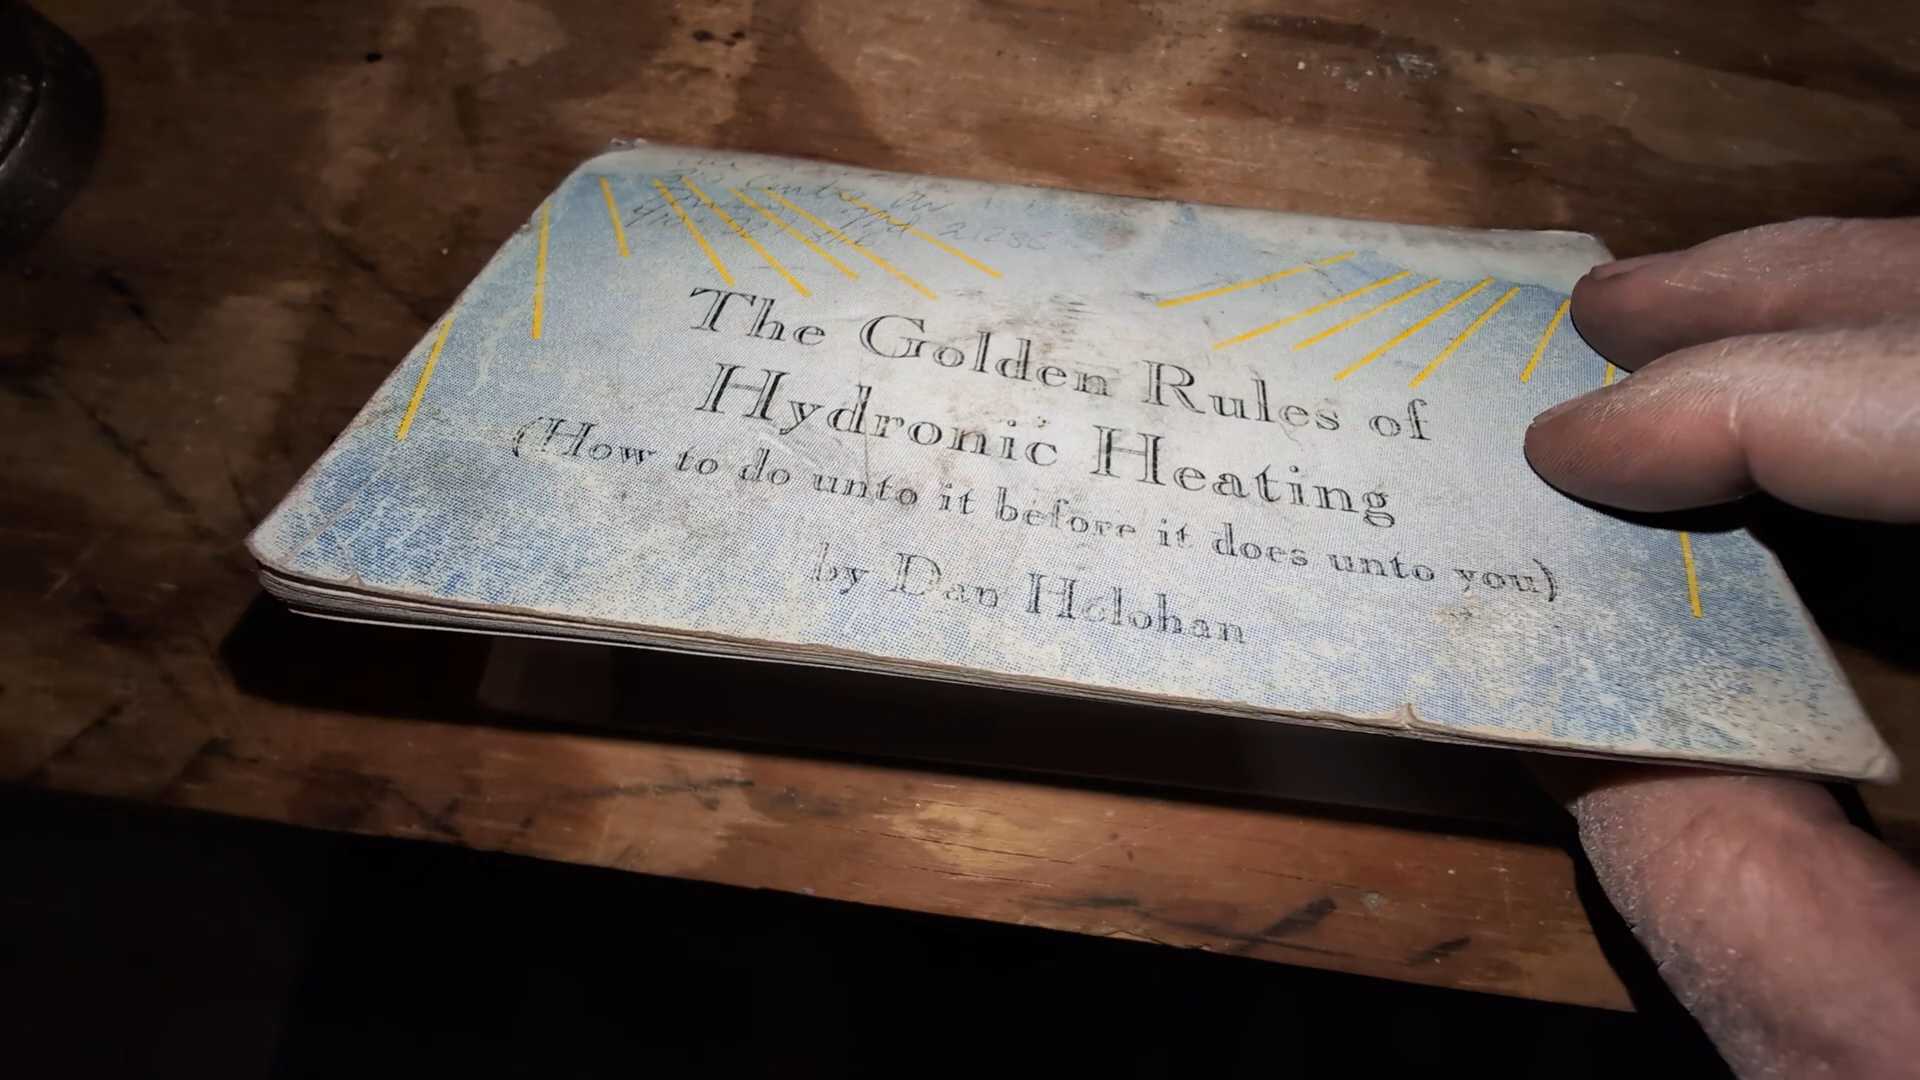 21286
The Golden Rules of
Hydronic Heating
(How to do unto it before it does unto you)
by Dan Holohan